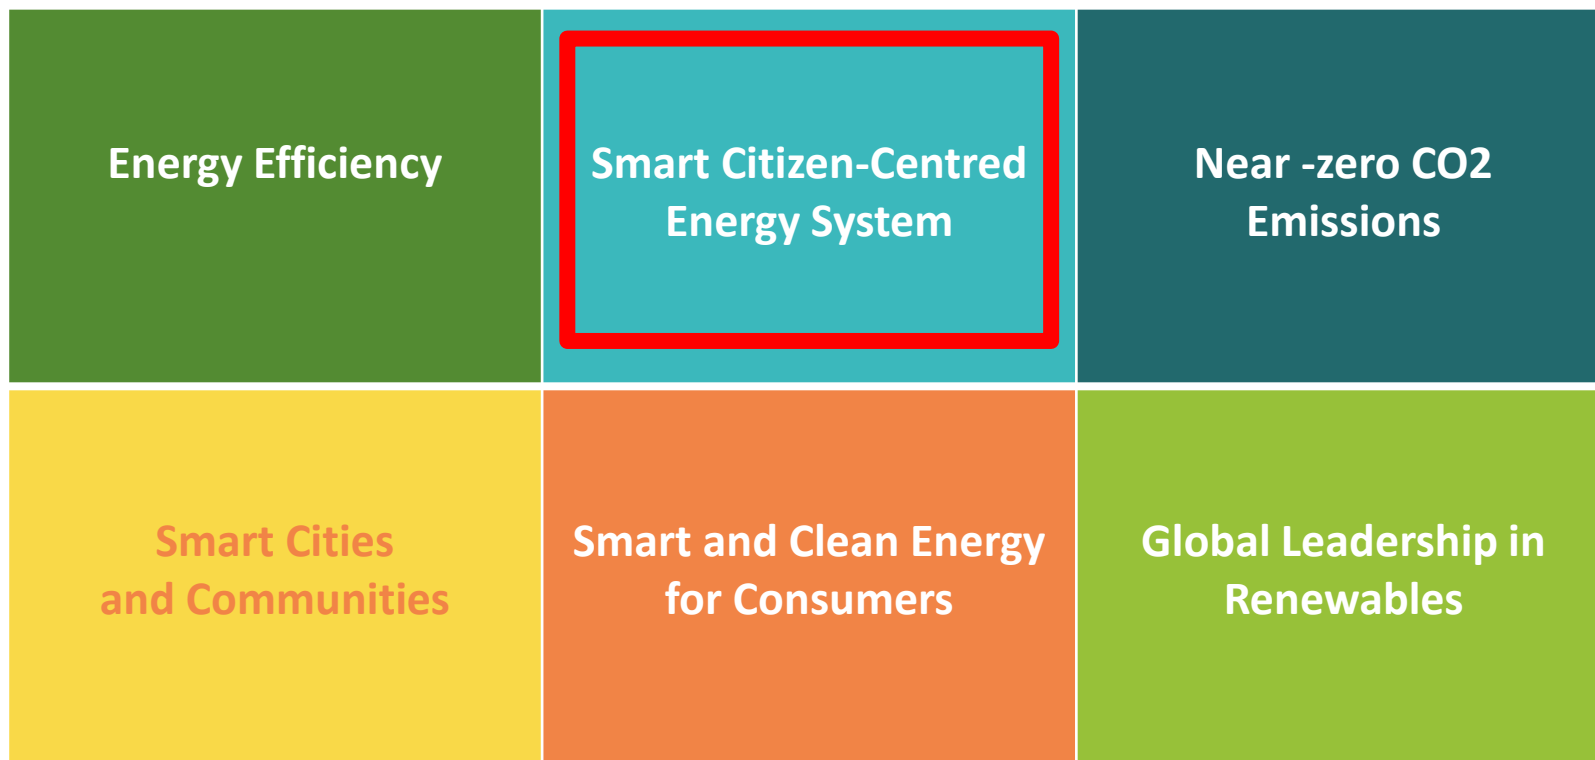 Energy Efficiency
Smart Citizen-Centred
Energy System
Near -zero CO2
Emissions
Smart Cities
and Communities
Smart and Clean Energy
for Consumers
Global Leadership in
Renewables